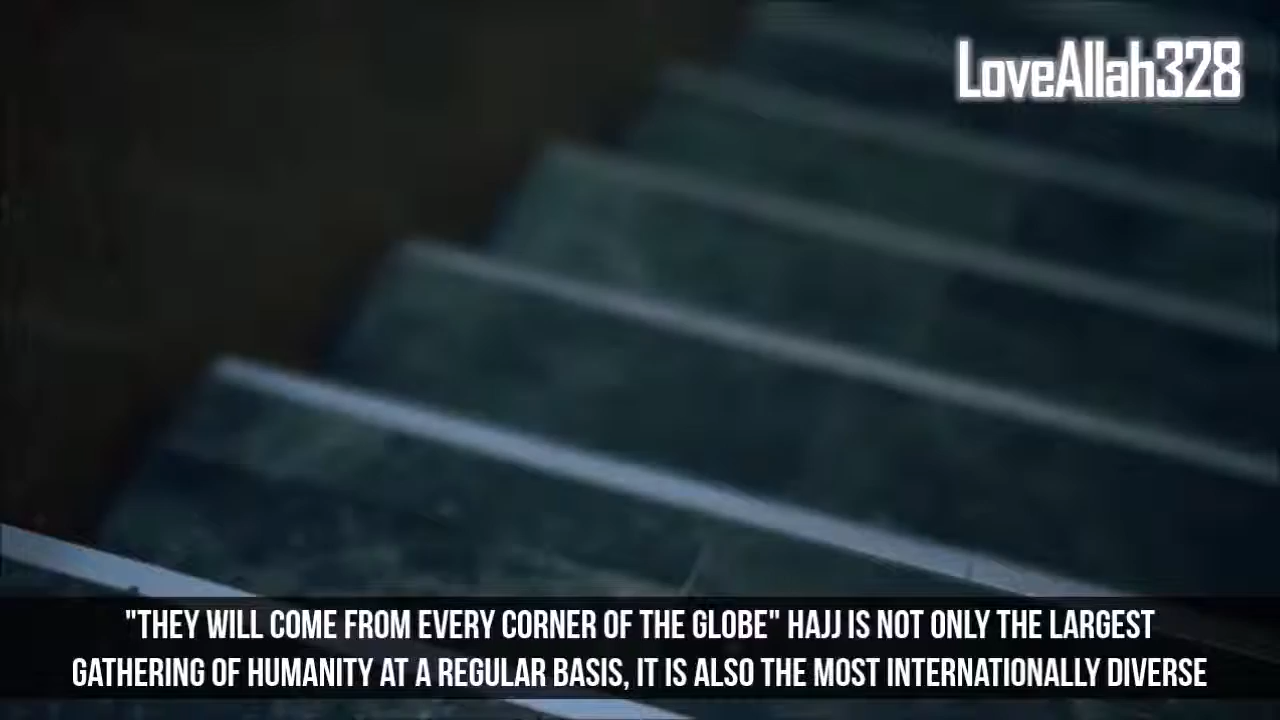 LoveAllah328
"THEY WILL COME FROM EVERY CORNER OF THE GLOBE" HAJJ IS NOT ONLY THE LARGEST
GATHERING OF HUMANITY AT A REGULAR BASIS, IT IS ALSO THE MOST INTERNATIONALLY DIVERSE